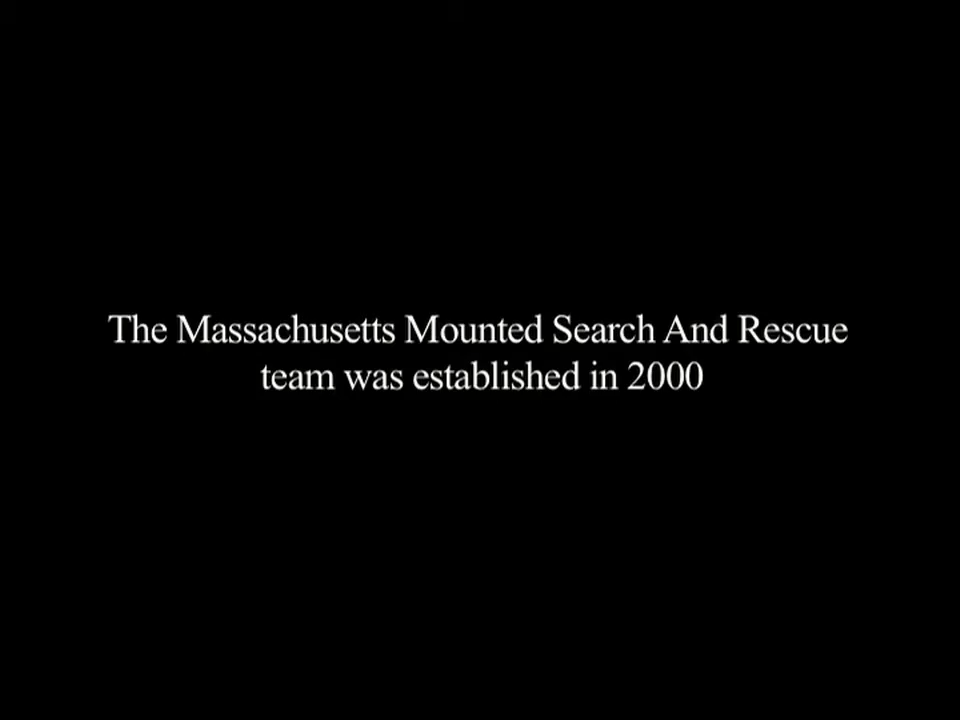 The Massachusetts Mounted Search And Rescue
team was established in 2000